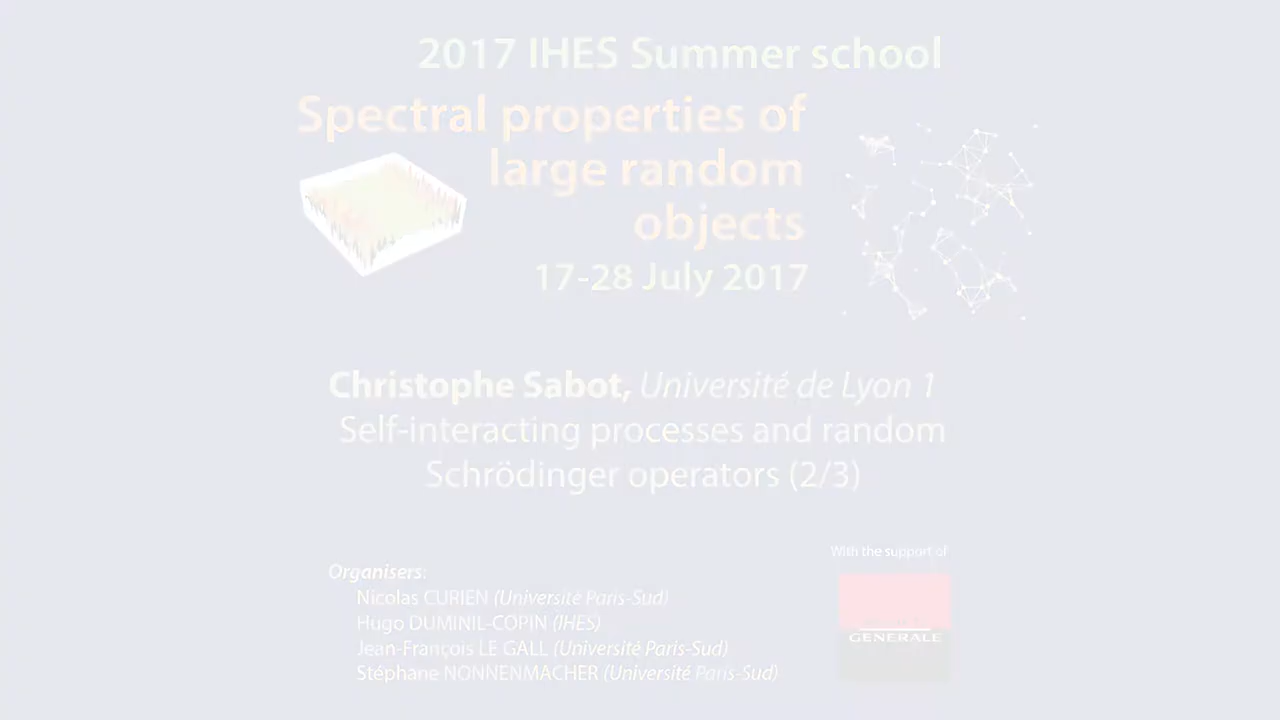 2017 IHES Summer school
Spectral properties of
large random
objects
17-28 July 2017
Christophe Sabot, Université de Lyon 1
Self-interacting processes and random
Schrödinger operators (2/3)
With the support of
Organisers:
Nicolas CURIEN (Université Paris-Sud)
Hugo DUMINIL-COPIN (IHES)
GENERALE
Jean-François LE GALL (Université Paris-Sud)
Stéphane NONNENMACHER (Université Paris-Sud)